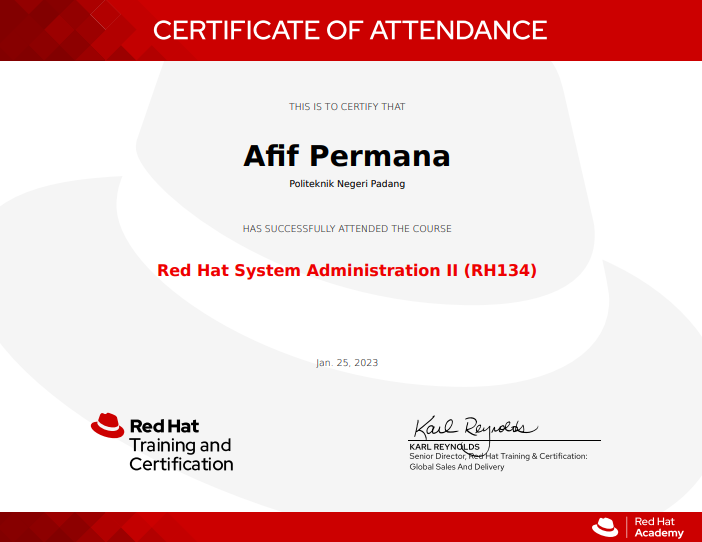 CERTIFICATE OF ATTENDANCE
THIS IS TO CERTIFY THAT
Afif Permana
Politeknik Negeri Padang
HAS SUCCESSFULLY ATTENDED THE COURSE
Red Hat System Administration II (RH134)
Jan. 25, 2023
Red Hat
Training and
Certification
Karl Reynolds
KARL REYNOLDS
Senior Director, Red Hat Training & Certification:
Global Sales And Delivery
Red Hat
Academy